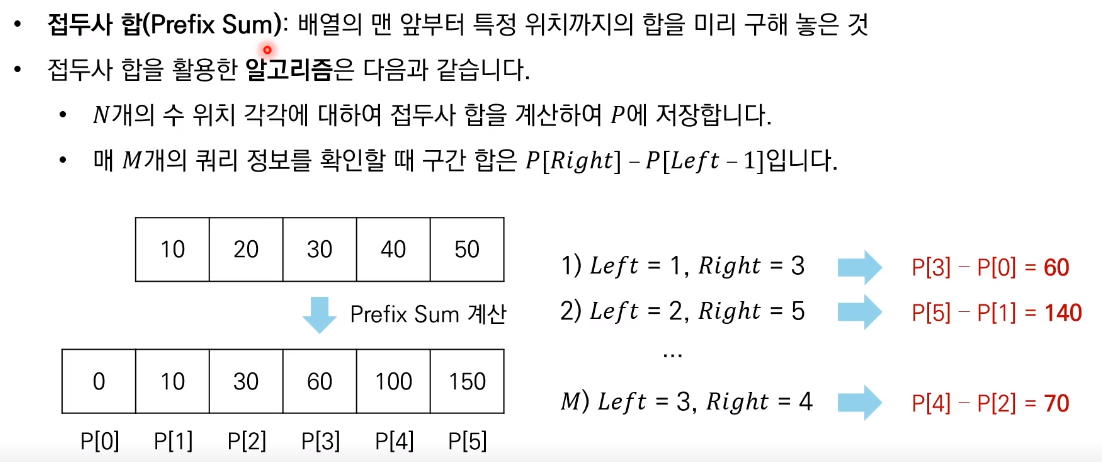 • 접두사 합(Prefix Sum): 배열의 맨 앞부터 특정 위치까지의 합을 미리 구해 놓은 것
• 접두사 합을 활용한 알고리즘은 다음과 같습니다.
• N개의 수 위치 각각에 대하여 접두사 합을 계산하여 P에 저장합니다.
• 매 M개의 쿼리 정보를 확인할 때 구간 합은 P[Right] – P[Left – 1]입니다.
10 20 30 40 50
Prefix Sum 계산
0 10 30 60 100 150
P[0] P[1] P[2] P[3] P[4] P[5]
1) Left = 1, Right = 3 P[3] – P[0] = 60
2) Left = 2, Right = 5 P[5] – P[1] = 140
...
M) Left = 3, Right = 4 P[4] – P[2] = 70